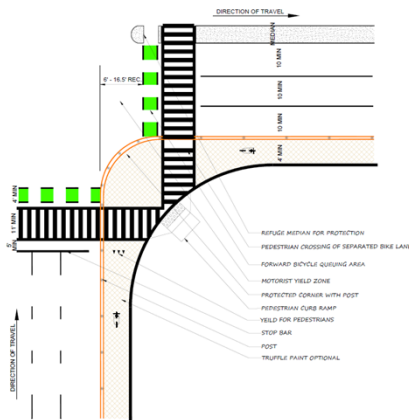 DIRECTION OF TRAVEL
MEDIAN
6' - 16.5' REC.
10 MIN
10 MIN
10 MIN
4' MIN
4' MIN
11' MIN
5'
MIN
REFUGE MEDIAN FOR PROTECTION
PEDESTRIAN CROSSING OF SEPARATED BIKE LANE
FORWARD BICYCLE QUEUING AREA
MOTORIST YIELD ZONE
PROTECTED CORNER WITH POST
PEDESTRIAN CURB RAMP
YEILD FOR PEDESTRIANS
STOP BAR
POST
TRUFFLE PAINT OPTIONAL
DIRECTION OF TRAVEL